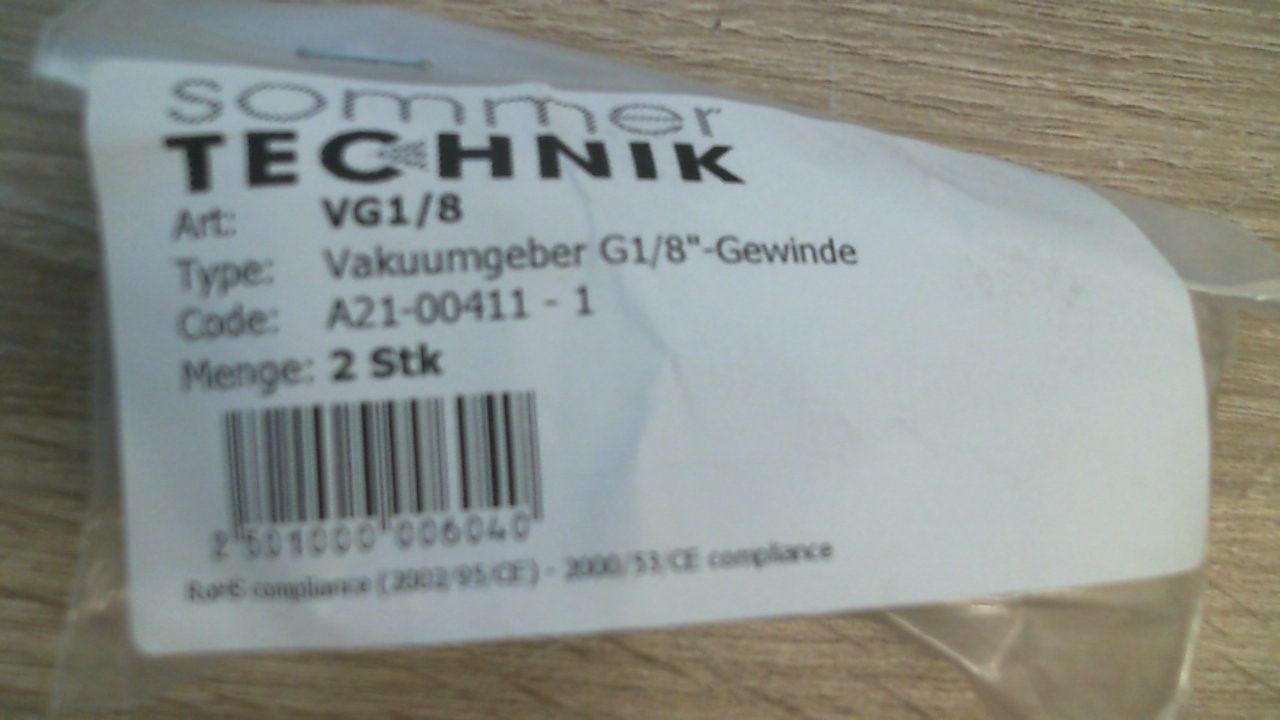 sommer
TECHNIK
Art: VG1/8
Type: Vakuumgeber G1/8"-Gewinde
Code: A21-00411 - 1
Menge: 2 Stk
2 501000 006040
RoHS compliance (2002/95/CE) - 2000/53/CE compliance